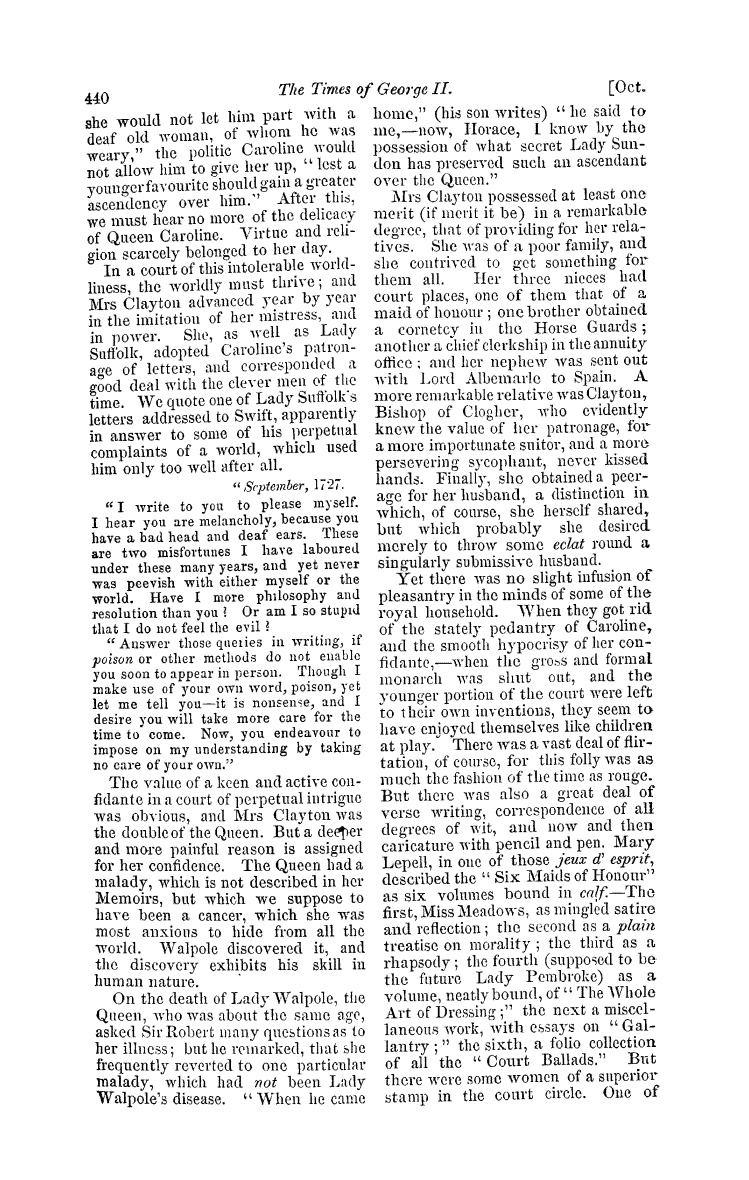 440
The Times of George II.
[Oct.
she would not let him part with a
deaf old woman, of whom he was
weary," the politic Caroline would
not allow him to give her up, "lest a
younger favourite should gain a greater
ascendency over him." After this,
we must hear no more of the delicacy
of Queen Caroline. Virtue and reli-
gion scarcely belonged to her day.
In a court of this intolerable world-
liness, the worldly must thrive; and
Mrs Clayton advanced year by year
in the imitation of her mistress, and
in power. She, as well as Lady
Suffolk, adopted Caroline's patron-
age of letters, and corresponded a
good deal with the clever men of the
time. We quote one of Lady Suffolk's
letters addressed to Swift, apparently
in answer to some of his perpetual
complaints of a world, which used
him only too well after all.
"September, 1727.
"I write to you to please myself.
I hear you are melancholy, because you
have a bad head and deaf ears. These
are two misfortunes I have laboured
under these many years, and yet never
was peevish with either myself or the
world. Have I more philosophy and
resolution than you? Or am I so stupid
that I do not feel the evil?
"Answer those queries in writing, if
poison or other methods do not enable
you soon to appear in person. Though I
make use of your own word, poison, yet
let me tell you—it is nonsense, and I
desire you will take more care for the
time to come. Now, you endeavour to
impose on my understanding by taking
no care of your own."
The value of a keen and active con-
fidante in a court of perpetual intrigue
was obvious, and Mrs Clayton was
the double of the Queen. But a deeper
and more painful reason is assigned
for her confidence. The Queen had a
malady, which is not described in her
Memoirs, but which we suppose to
have been a cancer, which she was
most anxious to hide from all the
world. Walpole discovered it, and
the discovery exhibits his skill in
human nature.
On the death of Lady Walpole, the
Queen, who was about the same age,
asked Sir Robert many questions as to
her illness; but he remarked, that she
frequently reverted to one particular
malady, which had not been Lady
Walpole's disease. "When he came
home," (his son writes) "he said to
me,—now, Horace, I know by the
possession of what secret Lady Sun-
don has preserved such an ascendant
over the Queen."
Mrs Clayton possessed at least one
merit (if merit it be) in a remarkable
degree, that of providing for her rela-
tives. She was of a poor family, and
she contrived to get something for
them all. Her three nieces had
court places, one of them that of a
maid of honour; one brother obtained
a cornetcy in the Horse Guards;
another a chief clerkship in the annuity
office; and her nephew was sent out
with Lord Albemarle to Spain. A
more remarkable relative was Clayton,
Bishop of Clogher, who evidently
knew the value of her patronage, for
a more importunate suitor, and a more
persevering sycophant, never kissed
hands. Finally, she obtained a peer-
age for her husband, a distinction in
which, of course, she herself shared,
but which probably she desired
merely to throw some eclat round a
singularly submissive husband.
Yet there was no slight infusion of
pleasantry in the minds of some of the
royal household. When they got rid
of the stately pedantry of Caroline,
and the smooth hypocrisy of her con-
fidante,—when the gross and formal
monarch was shut out, and the
younger portion of the court were left
to their own inventions, they seem to
have enjoyed themselves like children
at play. There was a vast deal of flir-
tation, of course, for this folly was as
much the fashion of the time as rouge.
But there was also a great deal of
verse writing, correspondence of all
degrees of wit, and now and then
caricature with pencil and pen. Mary
Lepell, in one of those jeux d'esprit,
described the "Six Maids of Honour"
as six volumes bound in calf.—The
first, Miss Meadows, as mingled satire
and reflection; the second as a plain
treatise on morality; the third as a
rhapsody; the fourth (supposed to be
the future Lady Pembroke) as a
volume, neatly bound, of "The Whole
Art of Dressing;" the next a miscel-
laneous work, with essays on "Gal-
lantry;" the sixth, a folio collection
of all the "Court Ballads." But
there were some women of a superior
stamp in the court circle. One of